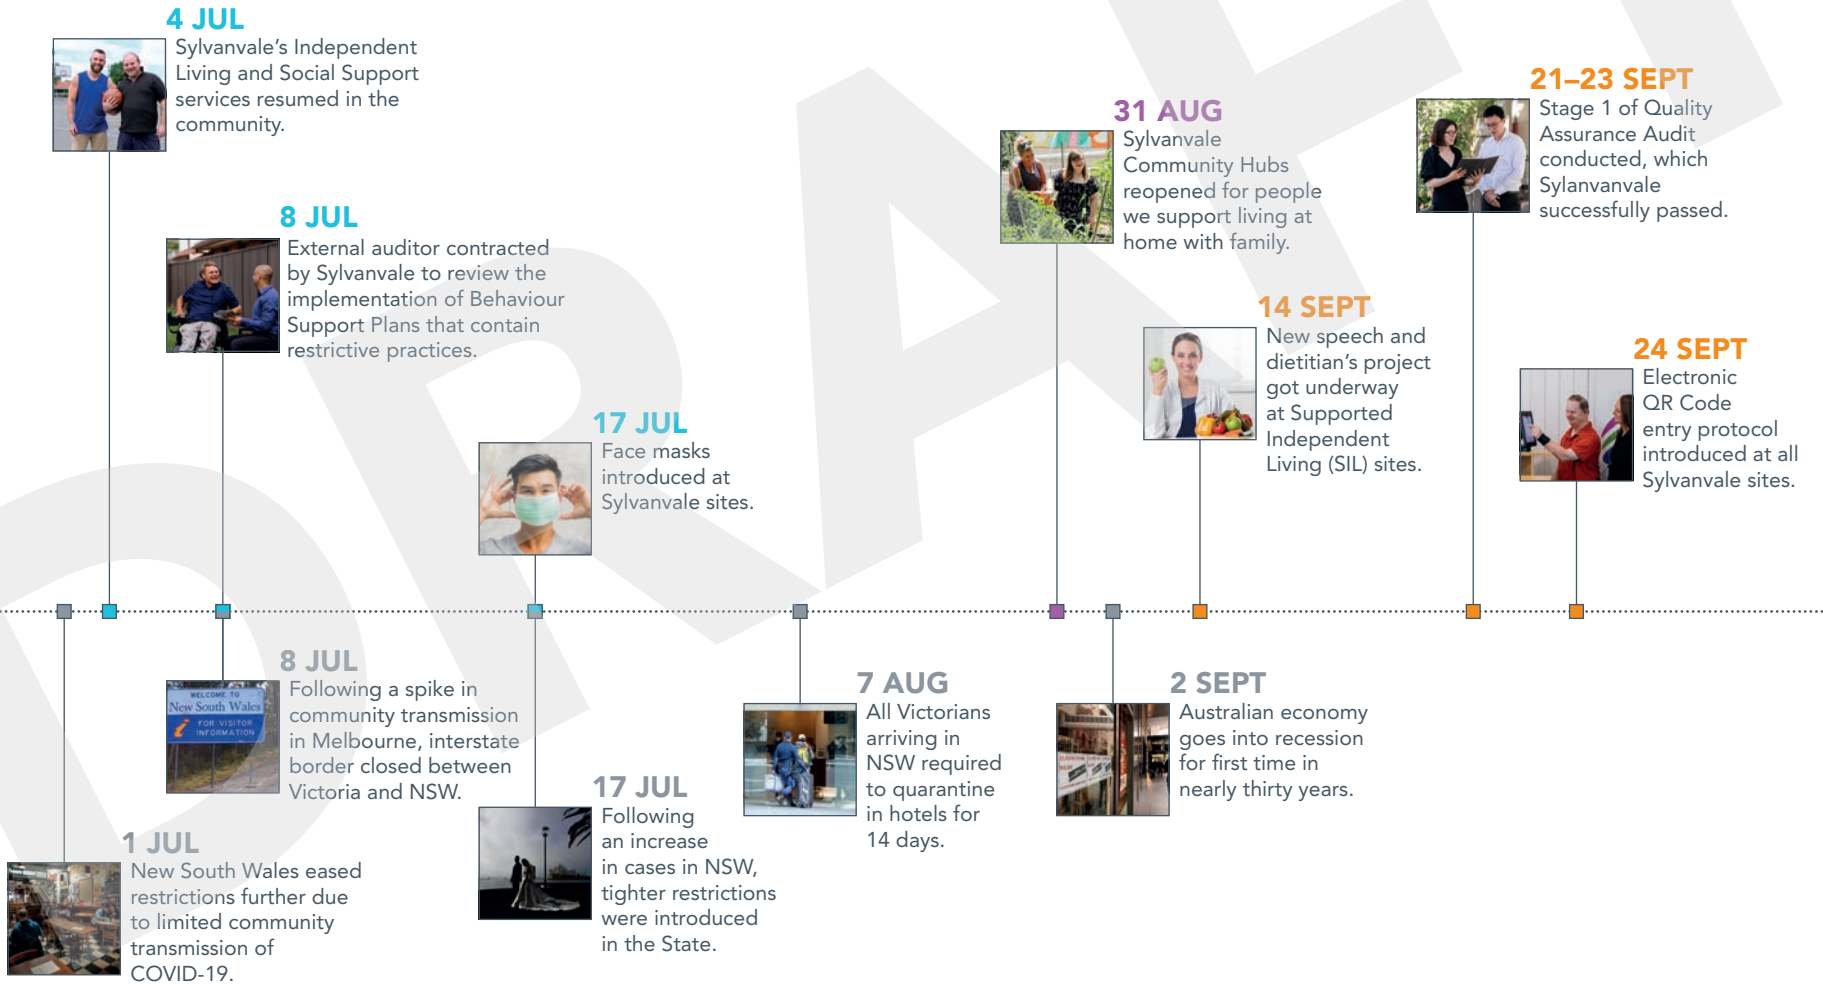 4 JUL
Sylvanvale's Independent
Living and Social Support
services resumed in the
community.
8 JUL
External auditor contracted
by Sylvanvale to review the
implementation of Behaviour
Support Plans that contain
restrictive practices.
17 JUL
Face masks
introduced at
Sylvanvale sites.
31 AUG
Sylvanvale
Community Hubs
reopened for people
we support living at
home with family.
14 SEPT
New speech and
dietitian's project
got underway
at Supported
Independent
Living (SIL) sites.
21–23 SEPT
Stage 1 of Quality
Assurance Audit
conducted, which
Sylanvanvale
successfully passed.
24 SEPT
Electronic
QR Code
entry protocol
introduced at all
Sylvanvale sites.
1 JUL
New South Wales eased
restrictions further due
to limited community
transmission of
COVID-19.
8 JUL
Following a spike in
community transmission
in Melbourne, interstate
border closed between
Victoria and NSW.
WELCOME TO
New South Wales
i FOR VISITOR
INFORMATION
17 JUL
Following
an increase
in cases in NSW,
tighter restrictions
were introduced
in the State.
7 AUG
All Victorians
arriving in
NSW required
to quarantine
in hotels for
14 days.
2 SEPT
Australian economy
goes into recession
for first time in
nearly thirty years.
DRAFT